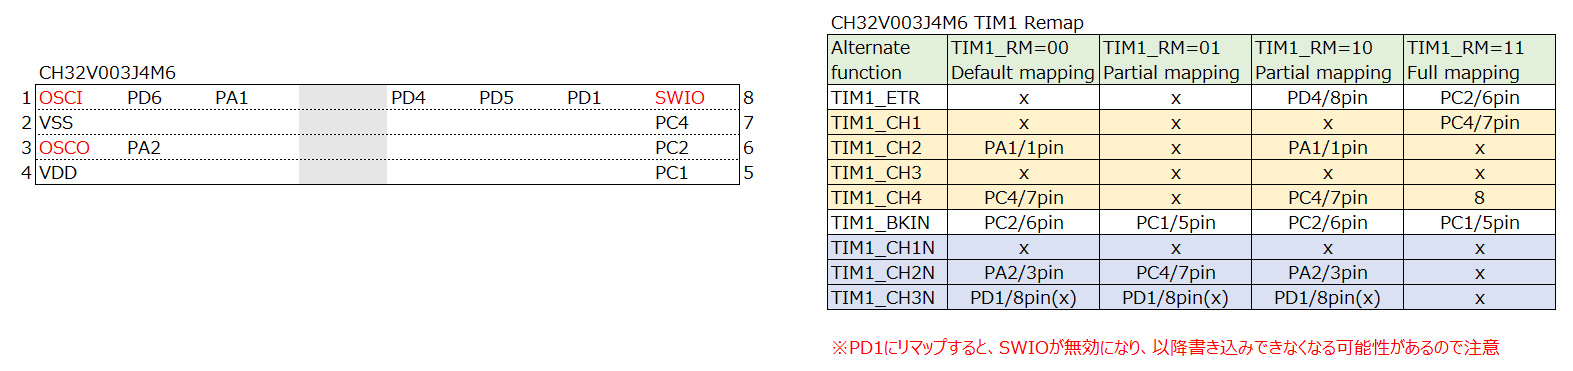 CH32V003J4M6
1 OSCI PD6 PA1 PD4 PD5 PD1 SWIO 8
2 VSS PC4 7
3 OSCO PA2 PC2 6
4 VDD PC1 5
CH32V003J4M6 TIM1 Remap
Alternate function TIM1_RM=00 Default mapping TIM1_RM=01 Partial mapping TIM1_RM=10 Partial mapping TIM1_RM=11 Full mapping
TIM1_ETR x x PD4/8pin PC2/6pin
TIM1_CH1 x x x PC4/7pin
TIM1_CH2 PA1/1pin x PA1/1pin x
TIM1_CH3 x x x x
TIM1_CH4 PC4/7pin x PC4/7pin 8
TIM1_BKIN PC2/6pin PC1/5pin PC2/6pin PC1/5pin
TIM1_CH1N x x x x
TIM1_CH2N PA2/3pin PC4/7pin PA2/3pin x
TIM1_CH3N PD1/8pin(x) PD1/8pin(x) PD1/8pin(x) x
※PD1にリマップすると、SWIOが無効になり、以降書き込みできなくなる可能性があるので注意